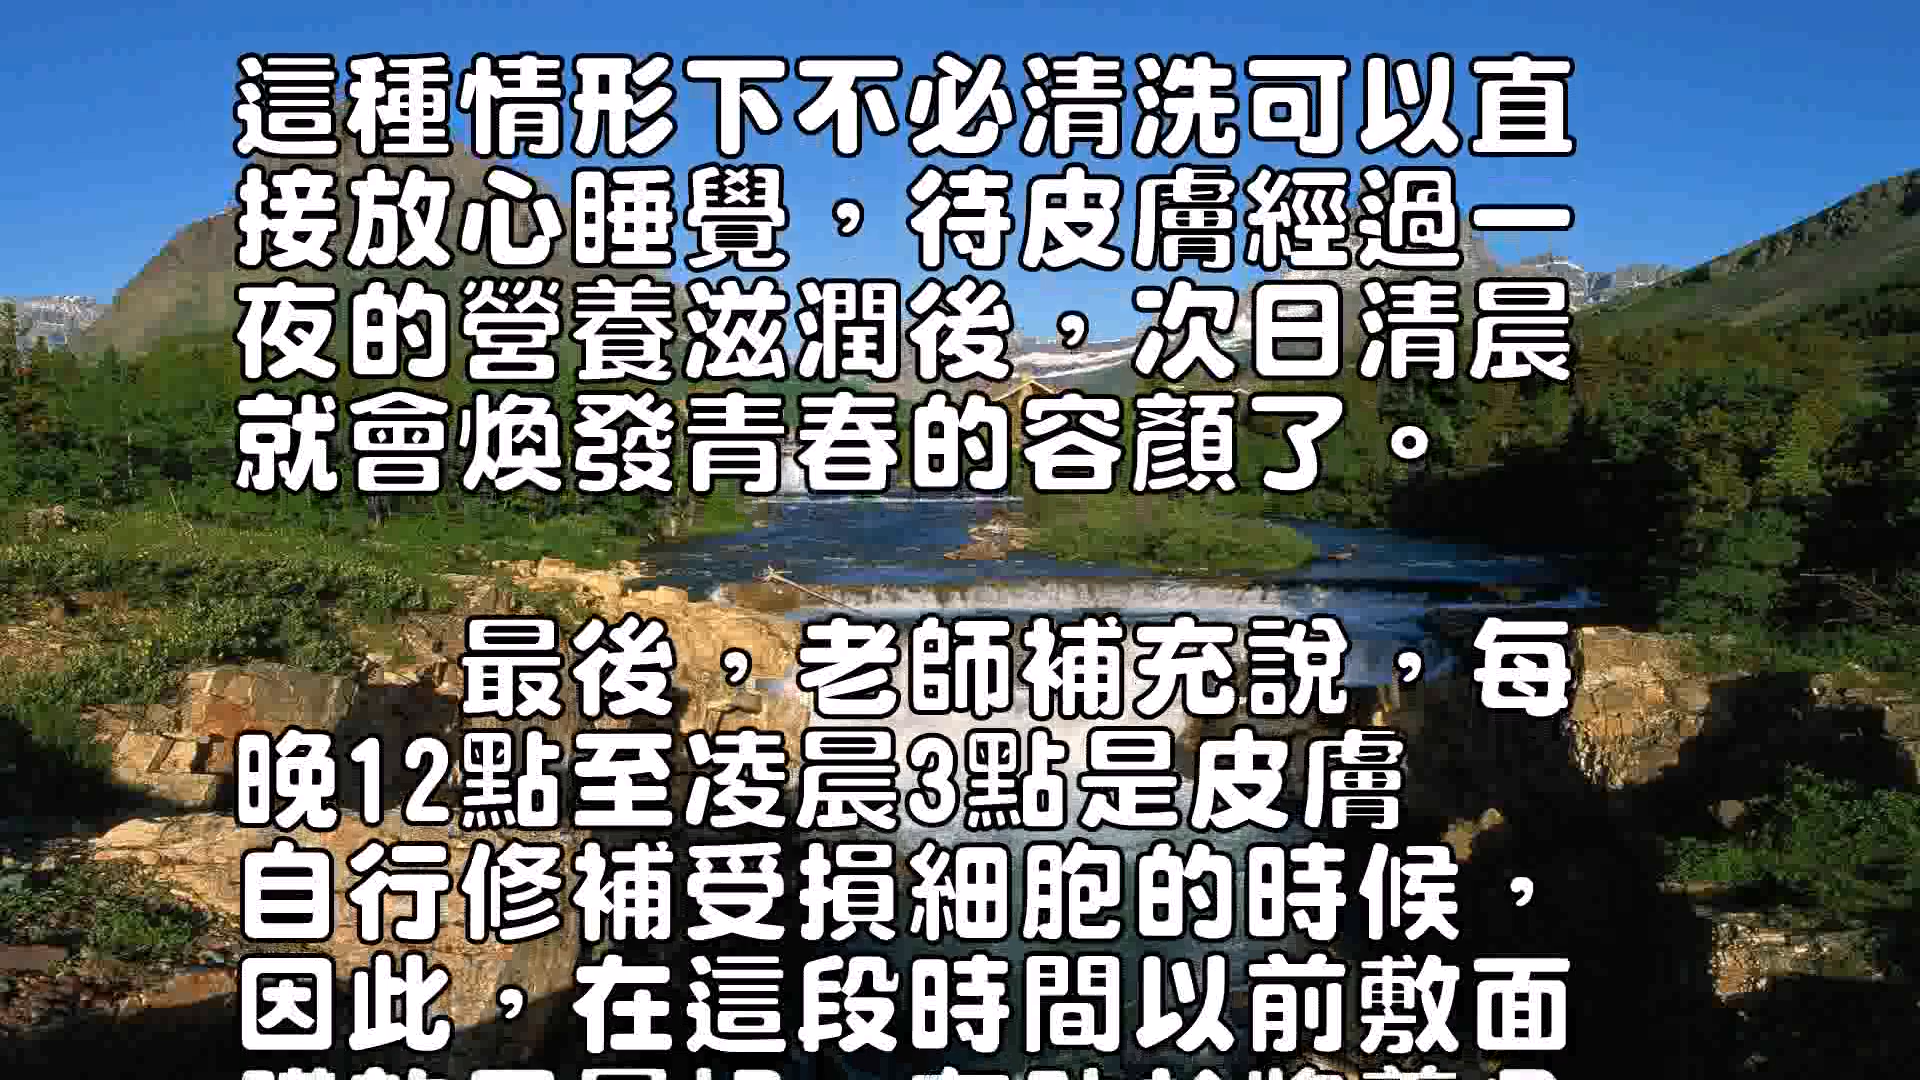 這種情形下不必清洗可以直
接放心睡覺，待皮膚經過一
夜的營養滋潤後，次日清晨
就會煥發青春的容顏了。
最後，老師補充說，每
晚12點至凌晨3點是皮膚
自行修補受損細胞的時候，
因此，在這段時間以前敷面